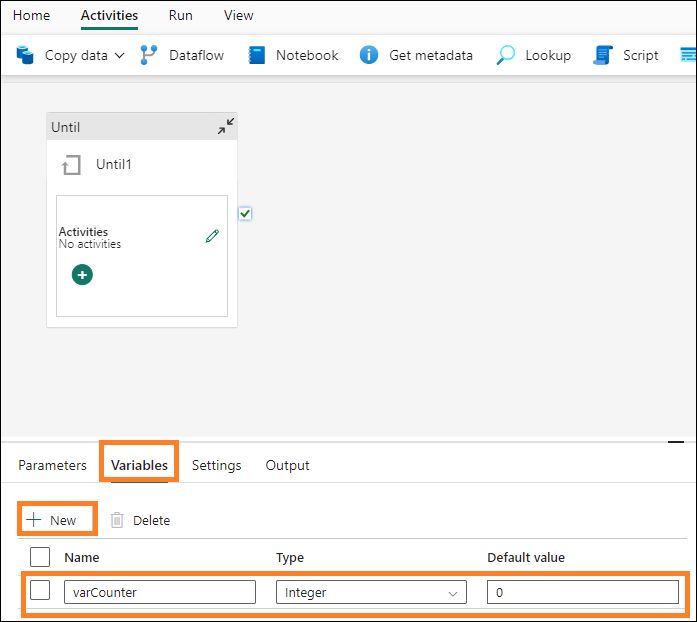 Home Activities Run View
Copy data Dataflow Notebook Get metadata Lookup Script
Until
Until1
Activities
No activities
Parameters Variables Settings Output
New Delete
Name Type Default value
varCounter Integer 0